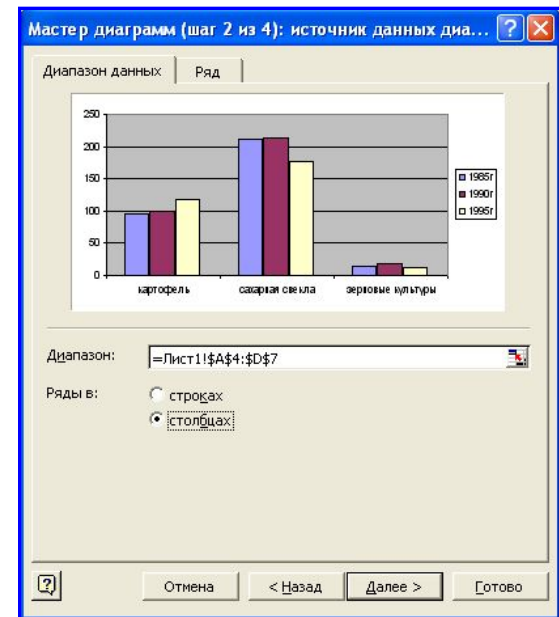 Мастер диаграмм (шаг 2 из 4): источник данных диа...
Диапазон данных Ряд
250
200
150
100
50
0
картофель сахарная свекла зерновые культуры
1985г
1990г
1995г
Диапазон: =Лист1!$A$4:$D$7
Ряды в: строках
столбцах
Отмена < Назад Далее > Готово